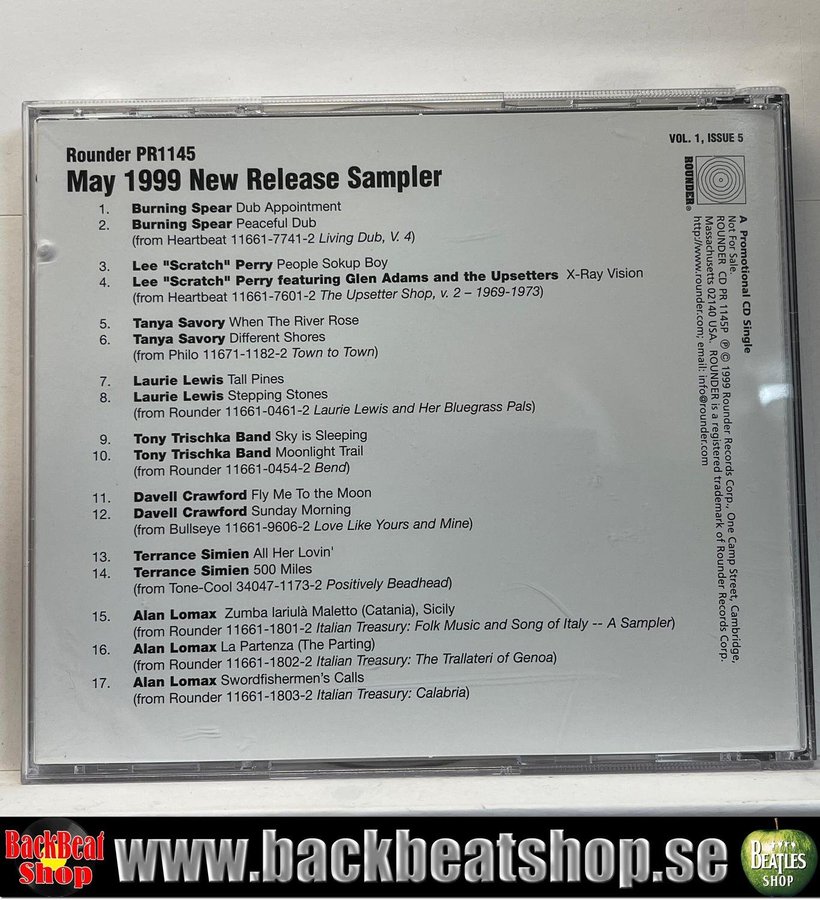 Rounder PR1145
May 1999 New Release Sampler
VOL. 1, ISSUE 5
1. Burning Spear Dub Appointment
2. Burning Spear Peaceful Dub
(from Heartbeat 11661-7741-2 Living Dub, V. 4)
3. Lee "Scratch" Perry People Sokup Boy
4. Lee "Scratch" Perry featuring Glen Adams and the Upsetters X-Ray Vision
(from Heartbeat 11661-7601-2 The Upsetter Shop, v. 2 – 1969-1973)
5. Tanya Savory When The River Rose
6. Tanya Savory Different Shores
(from Philo 11671-1182-2 Town to Town)
7. Laurie Lewis Tall Pines
8. Laurie Lewis Stepping Stones
(from Rounder 11661-0461-2 Laurie Lewis and Her Bluegrass Pals)
9. Tony Trischka Band Sky is Sleeping
10. Tony Trischka Band Moonlight Trail
(from Rounder 11661-0454-2 Bend)
11. Davell Crawford Fly Me To the Moon
12. Davell Crawford Sunday Morning
(from Bullseye 11661-9606-2 Love Like Yours and Mine)
13. Terrance Simien All Her Lovin'
14. Terrance Simien 500 Miles
(from Tone-Cool 34047-1173-2 Positively Beadhead)
15. Alan Lomax Zumba lariulà Maletto (Catania), Sicily
(from Rounder 11661-1801-2 Italian Treasury: Folk Music and Song of Italy -- A Sampler)
16. Alan Lomax La Partenza (The Parting)
(from Rounder 11661-1802-2 Italian Treasury: The Trallateri of Genoa)
17. Alan Lomax Swordfishermen's Calls
(from Rounder 11661-1803-2 Italian Treasury: Calabria)
ROUNDER®
A Promotional CD Single
Not For Sale.
ROUNDER CD PR 1145P ℗ © 1999 Rounder Records Corp., One Camp Street, Cambridge,
Massachusetts 02140 USA. ROUNDER is a registered trademark of Rounder Records Corp.
http://www.rounder.com; email: info@rounder.com
BackBeat
Shop
www.backbeatshop.se
BEATLES
SHOP